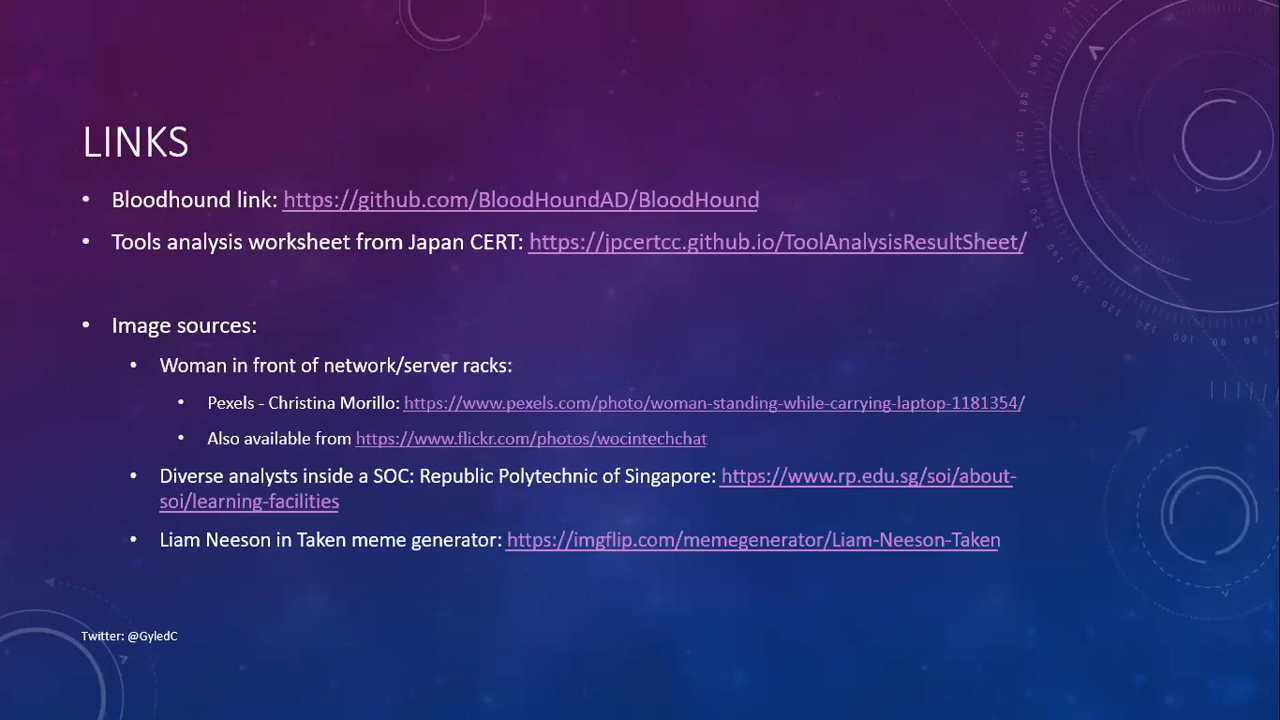 LINKS
• Bloodhound link: https://github.com/BloodHoundAD/BloodHound
• Tools analysis worksheet from Japan CERT: https://jpcertcc.github.io/ToolAnalysisResultSheet/
• Image sources:
• Woman in front of network/server racks:
• Pexels - Christina Morillo: https://www.pexels.com/photo/woman-standing-while-carrying-laptop-1181354/
• Also available from https://www.flickr.com/photos/wocintechchat
• Diverse analysts inside a SOC: Republic Polytechnic of Singapore: https://www.rp.edu.sg/soi/about-
soi/learning-facilities
• Liam Neeson in Taken meme generator: https://imgflip.com/memegenerator/Liam-Neeson-Taken
Twitter: @GyledC